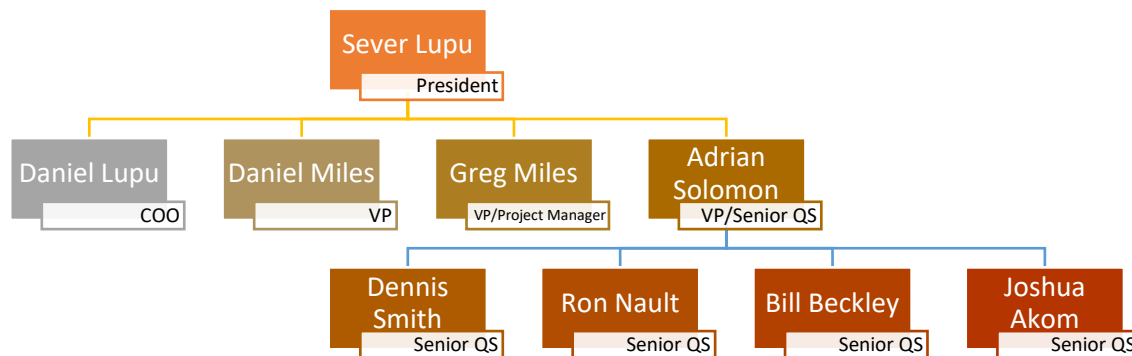 Sever Lupu
President
Daniel Lupu
COO
Daniel Miles
VP
Greg Miles
VP/Project Manager
Adrian
Solomon
VP/Senior QS
Dennis
Smith
Senior QS
Ron Nault
Senior QS
Bill Beckley
Senior QS
Joshua
Akom
Senior QS